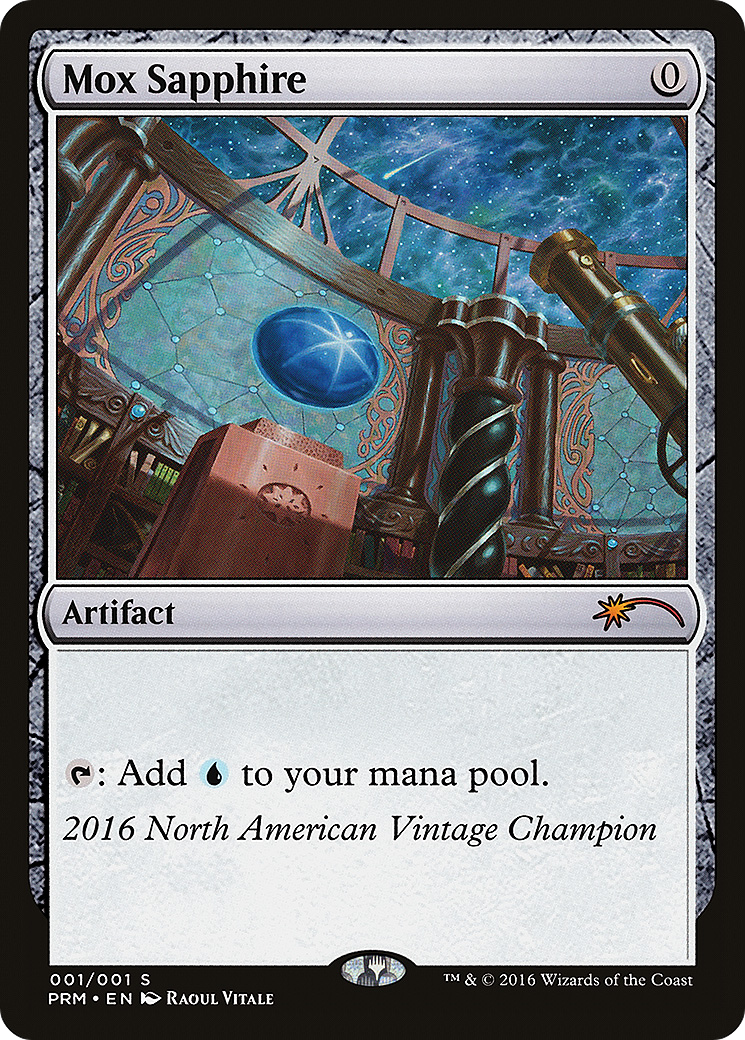 Mox Sapphire 0
Artifact
: Add to your mana pool.
2016 North American Vintage Champion
001/001 S
PRM • EN Raoul Vitale
™ & © 2016 Wizards of the Coast